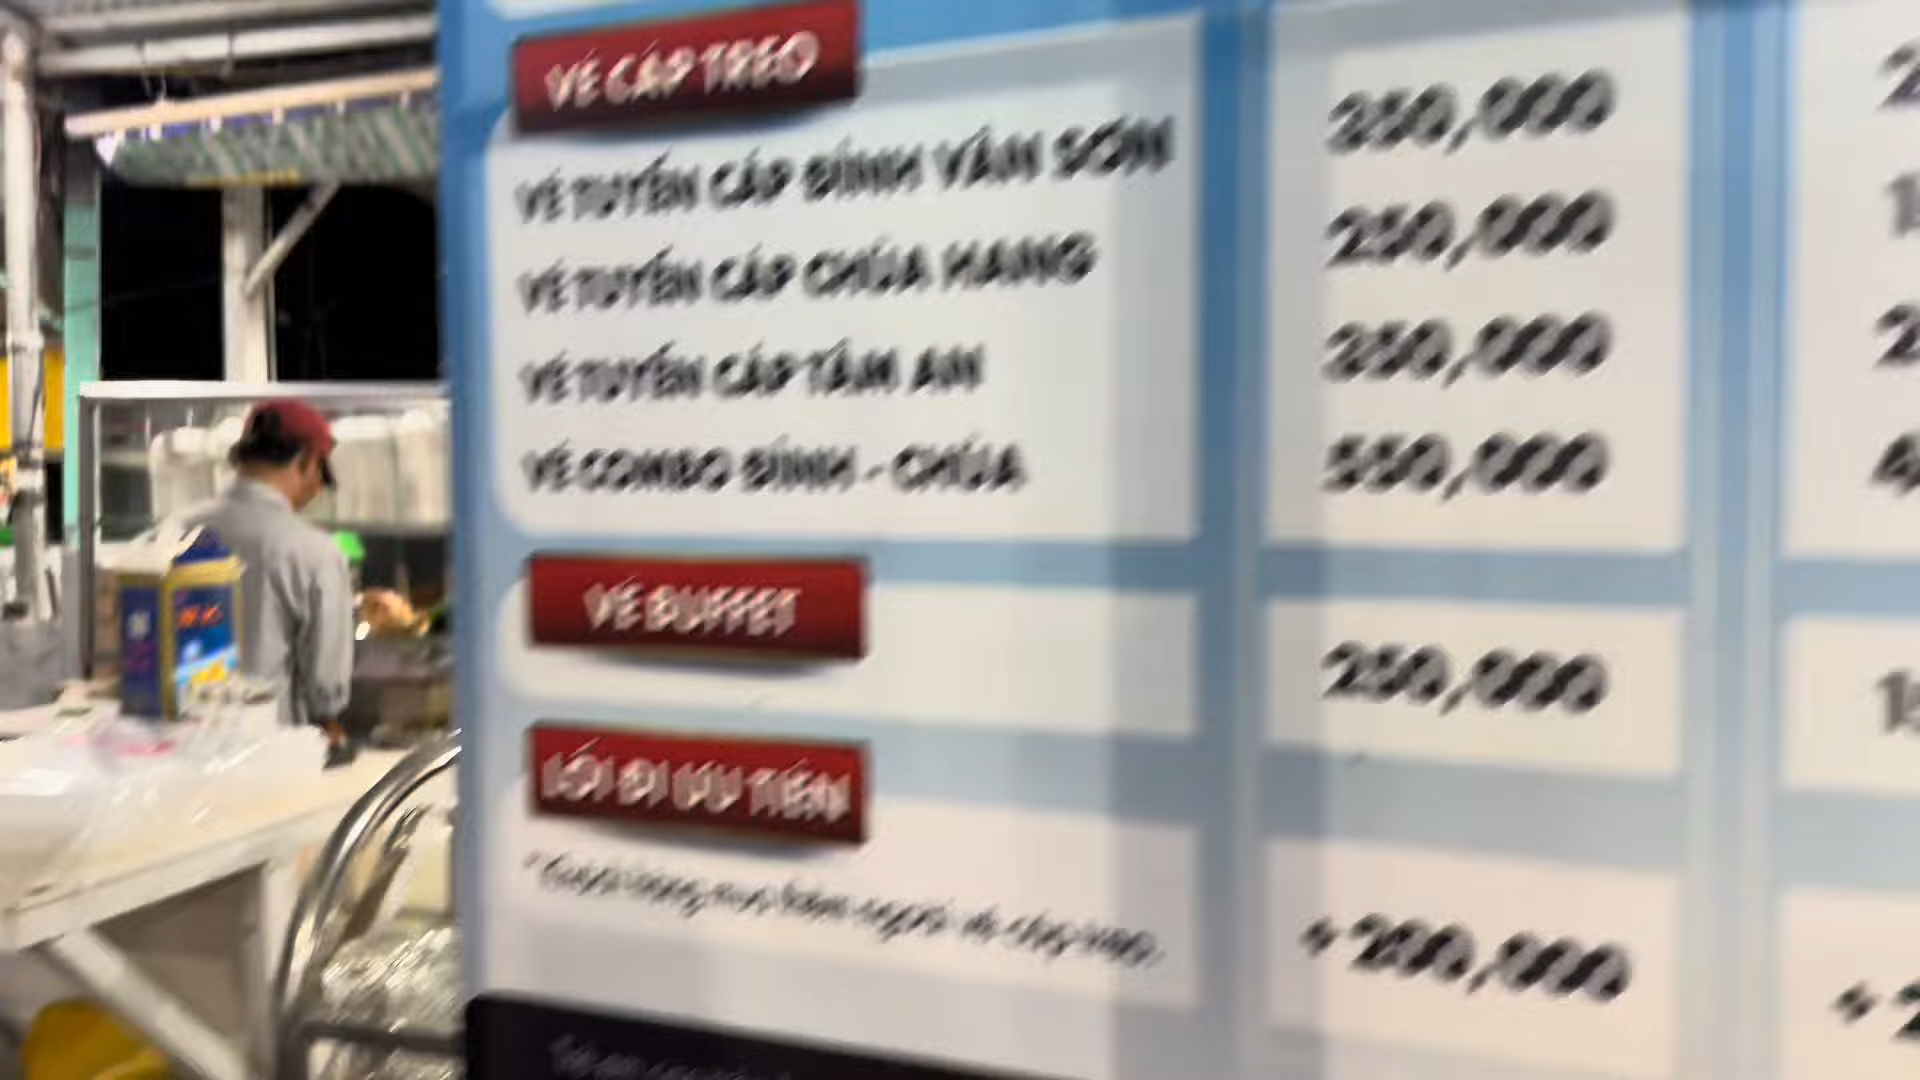 VÉ CÁP TREO
VÉ TUYẾN CÁP ĐỈNH VÂN SƠN 350,000
VÉ TUYẾN CÁP CHÙA HANG 250,000
VÉ TUYẾN CÁP TÂM AN 350,000
VÉ COMBO ĐỈNH - CHÙA 550,000
VÉ BUFFET 250,000
LỐI ĐI ƯU TIÊN
+ 200,000